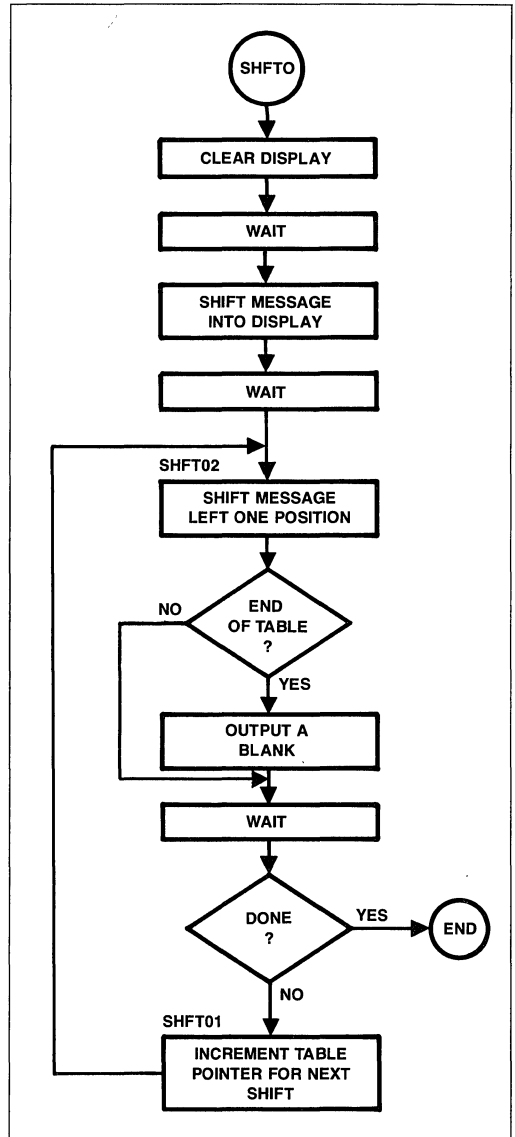 SHFTO
CLEAR DISPLAY
WAIT
SHIFT MESSAGE
INTO DISPLAY
WAIT
SHFT02
SHIFT MESSAGE
LEFT ONE POSITION
NO
END
OF TABLE
?
YES
OUTPUT A
BLANK
WAIT
DONE
?
YES
END
NO
SHFT01
INCREMENT TABLE
POINTER FOR NEXT
SHIFT